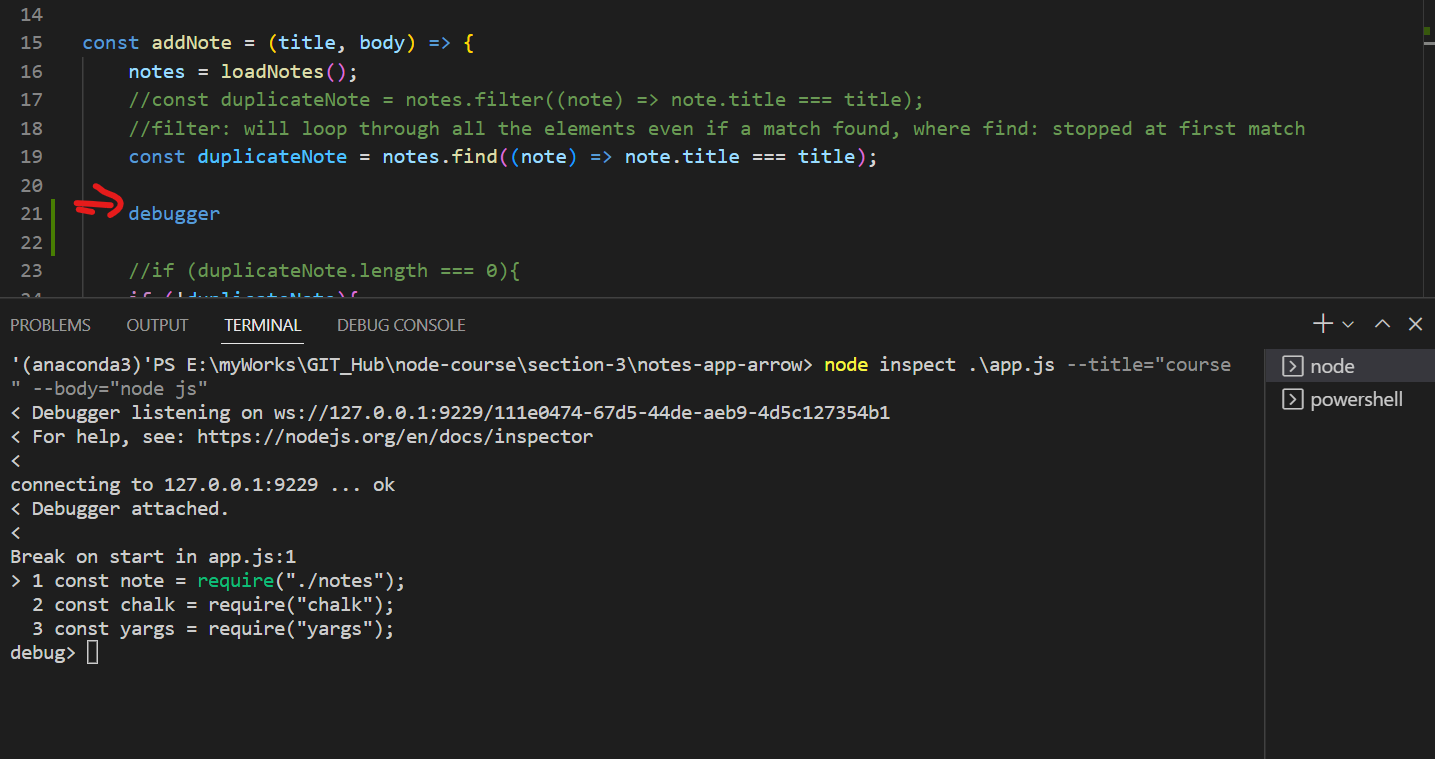 14
15 const addNote = (title, body) => {
16 notes = loadNotes();
17 //const duplicateNote = notes.filter((note) => note.title === title);
18 //filter: will loop through all the elements even if a match found, where find: stopped at first match
19 const duplicateNote = notes.find((note) => note.title === title);
20
21 debugger
22
23 //if (duplicateNote.length === 0){
24 if (!duplicateNote){
PROBLEMS OUTPUT TERMINAL DEBUG CONSOLE
'(anaconda3)'PS E:\myWorks\GIT_Hub\node-course\section-3\notes-app-arrow> node inspect .\app.js --title="course
" --body="node js"
< Debugger listening on ws://127.0.0.1:9229/111e0474-67d5-44de-aeb9-4d5c127354b1
< For help, see: https://nodejs.org/en/docs/inspector
<
connecting to 127.0.0.1:9229 ... ok
< Debugger attached.
<
Break on start in app.js:1
> 1 const note = require("./notes");
2 const chalk = require("chalk");
3 const yargs = require("yargs");
debug>
node
powershell